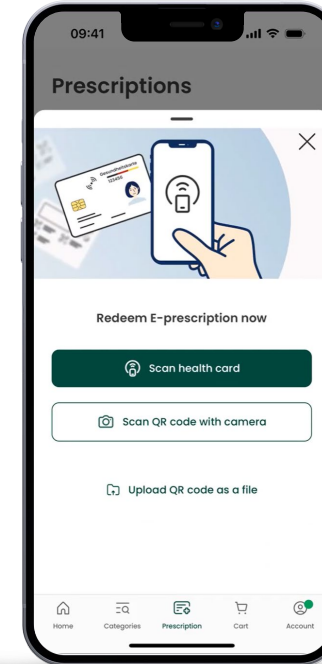 09:41
Prescriptions
Gesundheitskarte
123456
Redeem E-prescription now
Scan health card
Scan QR code with camera
Upload QR code as a file
Home Categories Prescription Cart Account